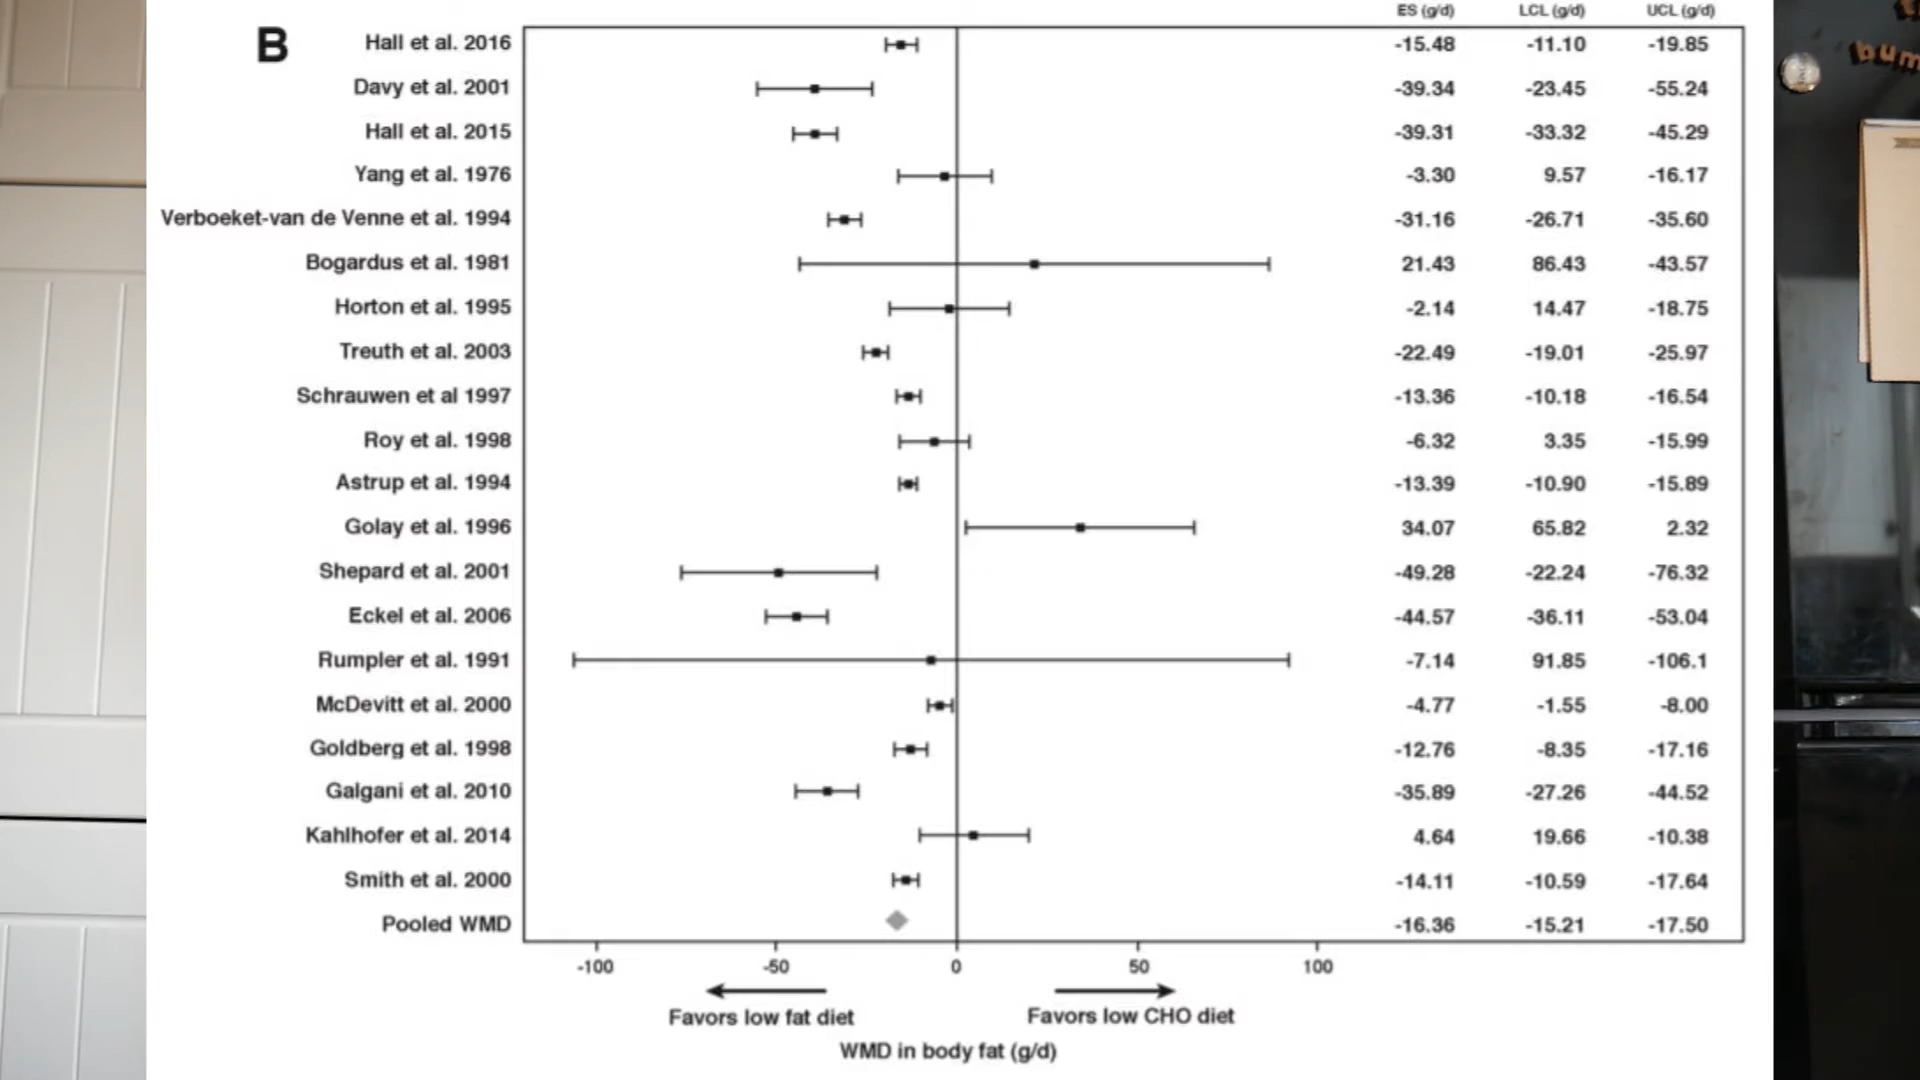 B
ES (g/d) LCL (g/d) UCL (g/d)
Hall et al. 2016 -15.48 -11.10 -19.85
Davy et al. 2001 -39.34 -23.45 -55.24
Hall et al. 2015 -39.31 -33.32 -45.29
Yang et al. 1976 -3.30 9.57 -16.17
Verboeket-van de Venne et al. 1994 -31.16 -26.71 -35.60
Bogardus et al. 1981 21.43 86.43 -43.57
Horton et al. 1995 -2.14 14.47 -18.75
Treuth et al. 2003 -22.49 -19.01 -25.97
Schrauwen et al 1997 -13.36 -10.18 -16.54
Roy et al. 1998 -6.32 3.35 -15.99
Astrup et al. 1994 -13.39 -10.90 -15.89
Golay et al. 1996 34.07 65.82 2.32
Shepard et al. 2001 -49.28 -22.24 -76.32
Eckel et al. 2006 -44.57 -36.11 -53.04
Rumpler et al. 1991 -7.14 91.85 -106.1
McDevitt et al. 2000 -4.77 -1.55 -8.00
Goldberg et al. 1998 -12.76 -8.35 -17.16
Galgani et al. 2010 -35.89 -27.26 -44.52
Kahlhofer et al. 2014 4.64 19.66 -10.38
Smith et al. 2000 -14.11 -10.59 -17.64
Pooled WMD -16.36 -15.21 -17.50
-100 -50 0 50 100
Favors low fat diet Favors low CHO diet
WMD in body fat (g/d)